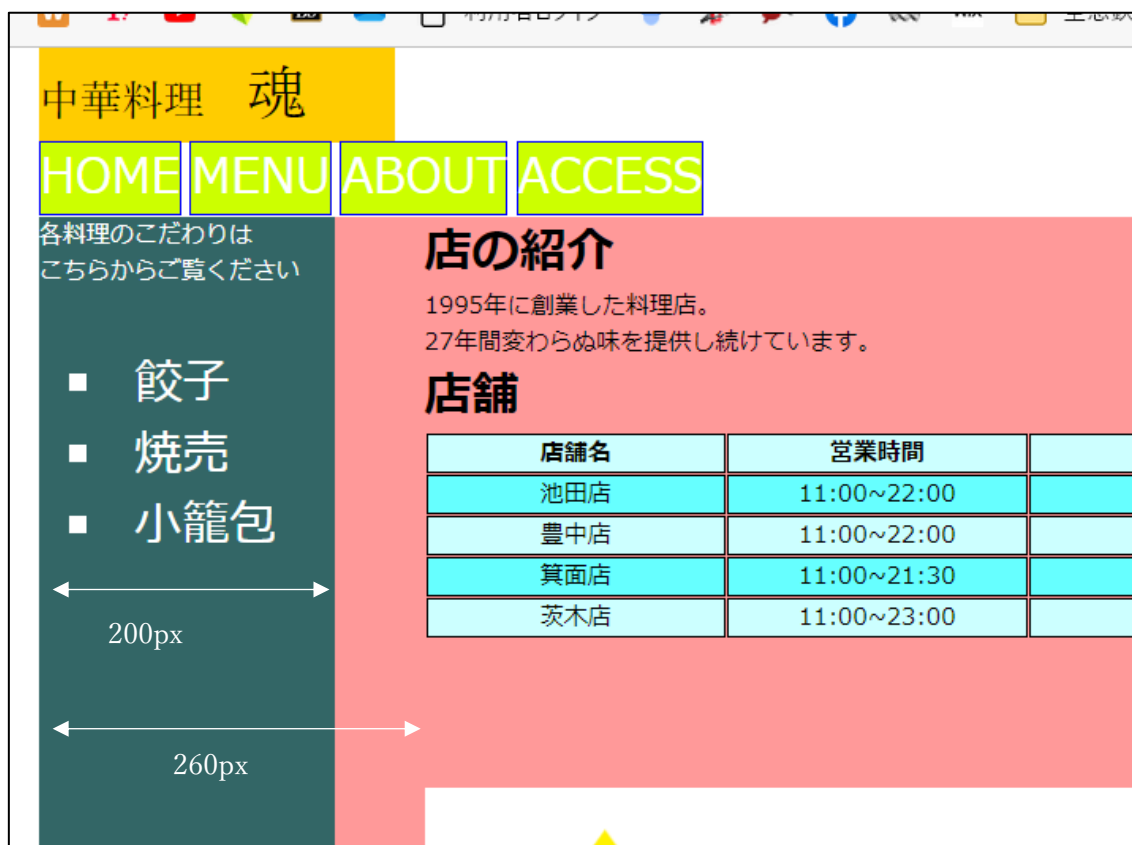 中華料理　魂
HOME MENU ABOUT ACCESS
各料理のこだわりは
こちらからご覧ください
餃子
焼売
小籠包
200px
260px
店の紹介
1995年に創業した料理店。
27年間変わらぬ味を提供し続けています。
店舗
店舗名 営業時間
池田店 11:00~22:00
豊中店 11:00~22:00
箕面店 11:00~21:30
茨木店 11:00~23:00